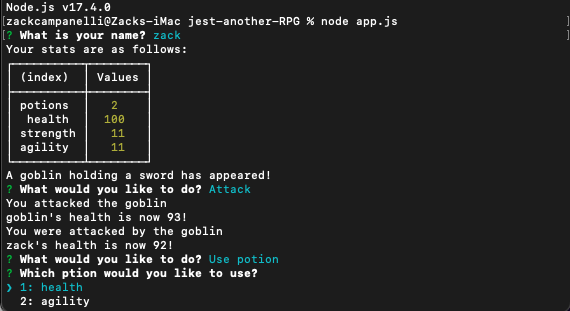 Node.js v17.4.0
[zackcampanelli@Zacks-iMac jest-another-RPG % node app.js ]
[? What is your name? zack ]
Your stats are as follows:
(index) Values
potions 2
health 100
strength 11
agility 11
A goblin holding a sword has appeared!
? What would you like to do? Attack
You attacked the goblin
goblin's health is now 93!
You were attacked by the goblin
zack's health is now 92!
? What would you like to do? Use potion
? Which ption would you like to use?
❯ 1: health
2: agility